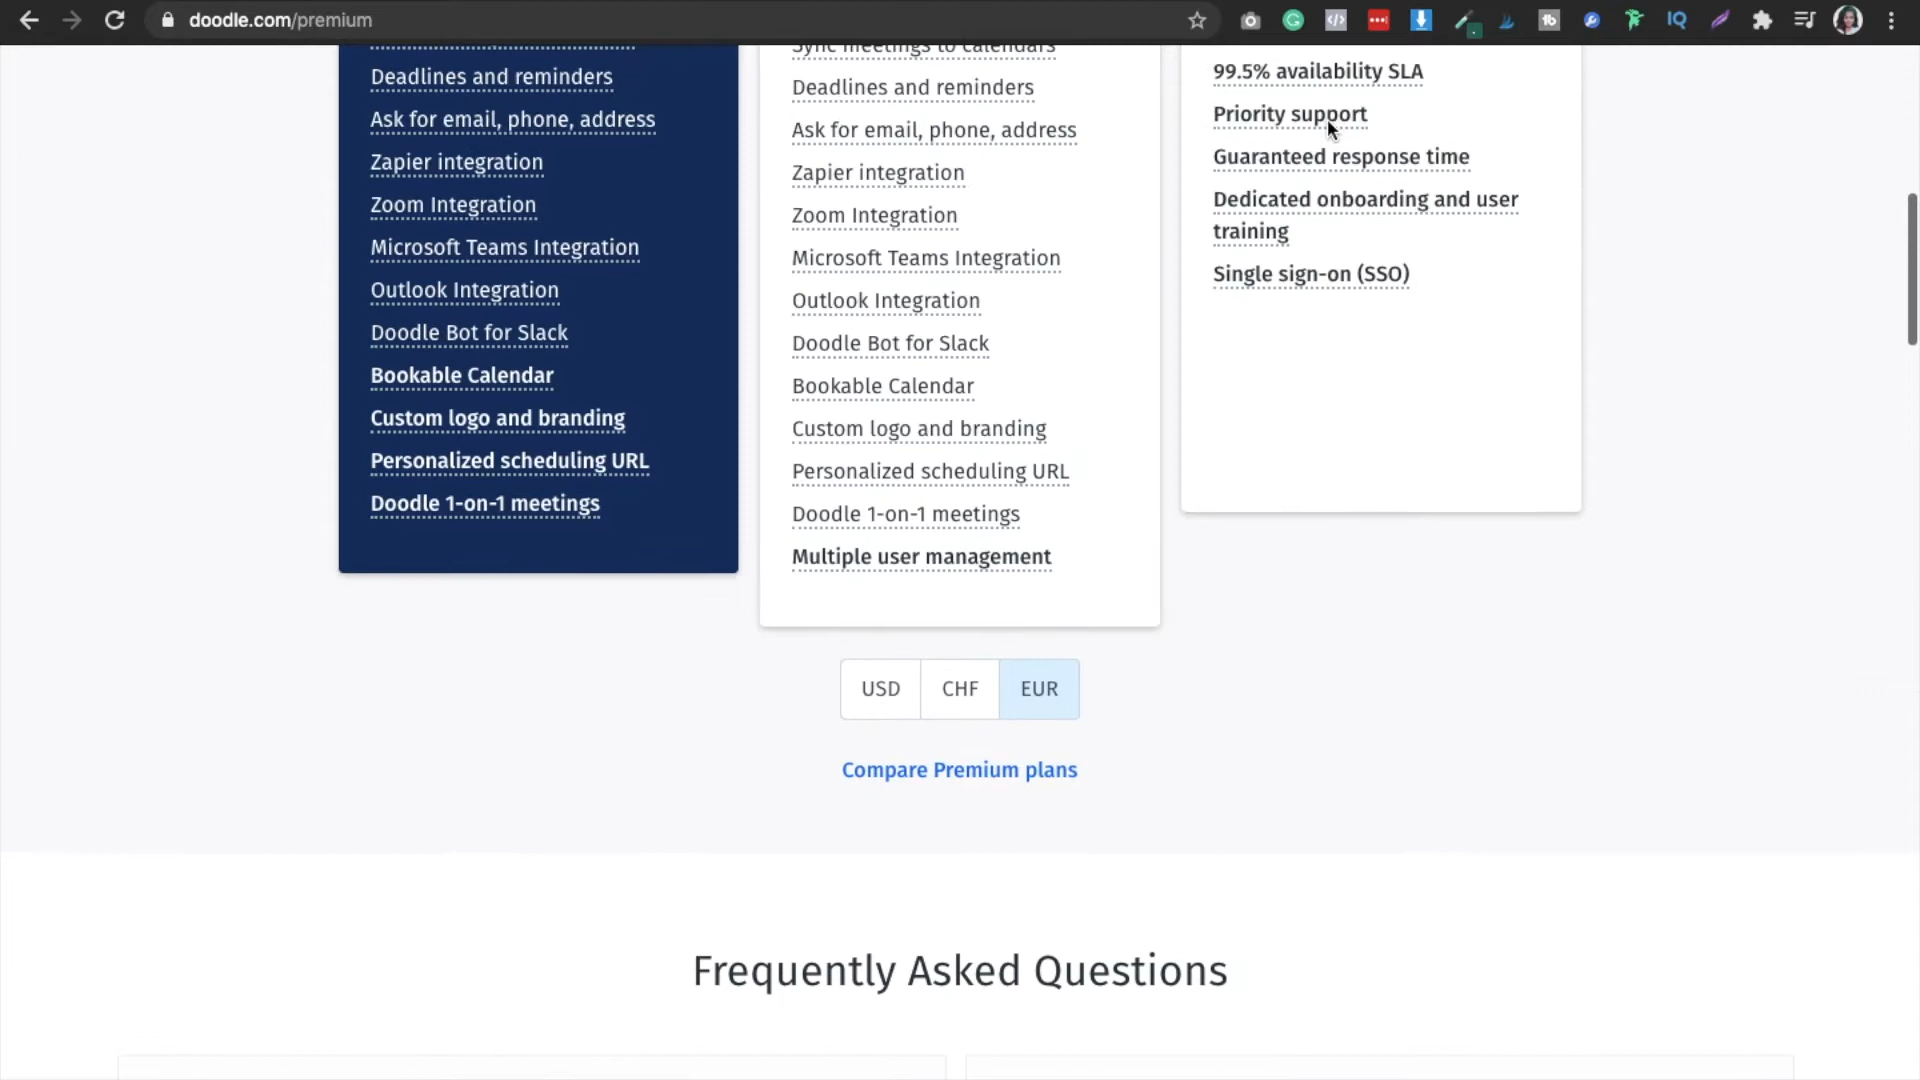 doodle.com/premium
Deadlines and reminders
Ask for email, phone, address
Zapier integration
Zoom Integration
Microsoft Teams Integration
Outlook Integration
Doodle Bot for Slack
Bookable Calendar
Custom logo and branding
Personalized scheduling URL
Doodle 1-on-1 meetings
Sync meetings to calendars
Deadlines and reminders
Ask for email, phone, address
Zapier integration
Zoom Integration
Microsoft Teams Integration
Outlook Integration
Doodle Bot for Slack
Bookable Calendar
Custom logo and branding
Personalized scheduling URL
Doodle 1-on-1 meetings
Multiple user management
99.5% availability SLA
Priority support
Guaranteed response time
Dedicated onboarding and user
training
Single sign-on (SSO)
USD CHF EUR
Compare Premium plans
Frequently Asked Questions